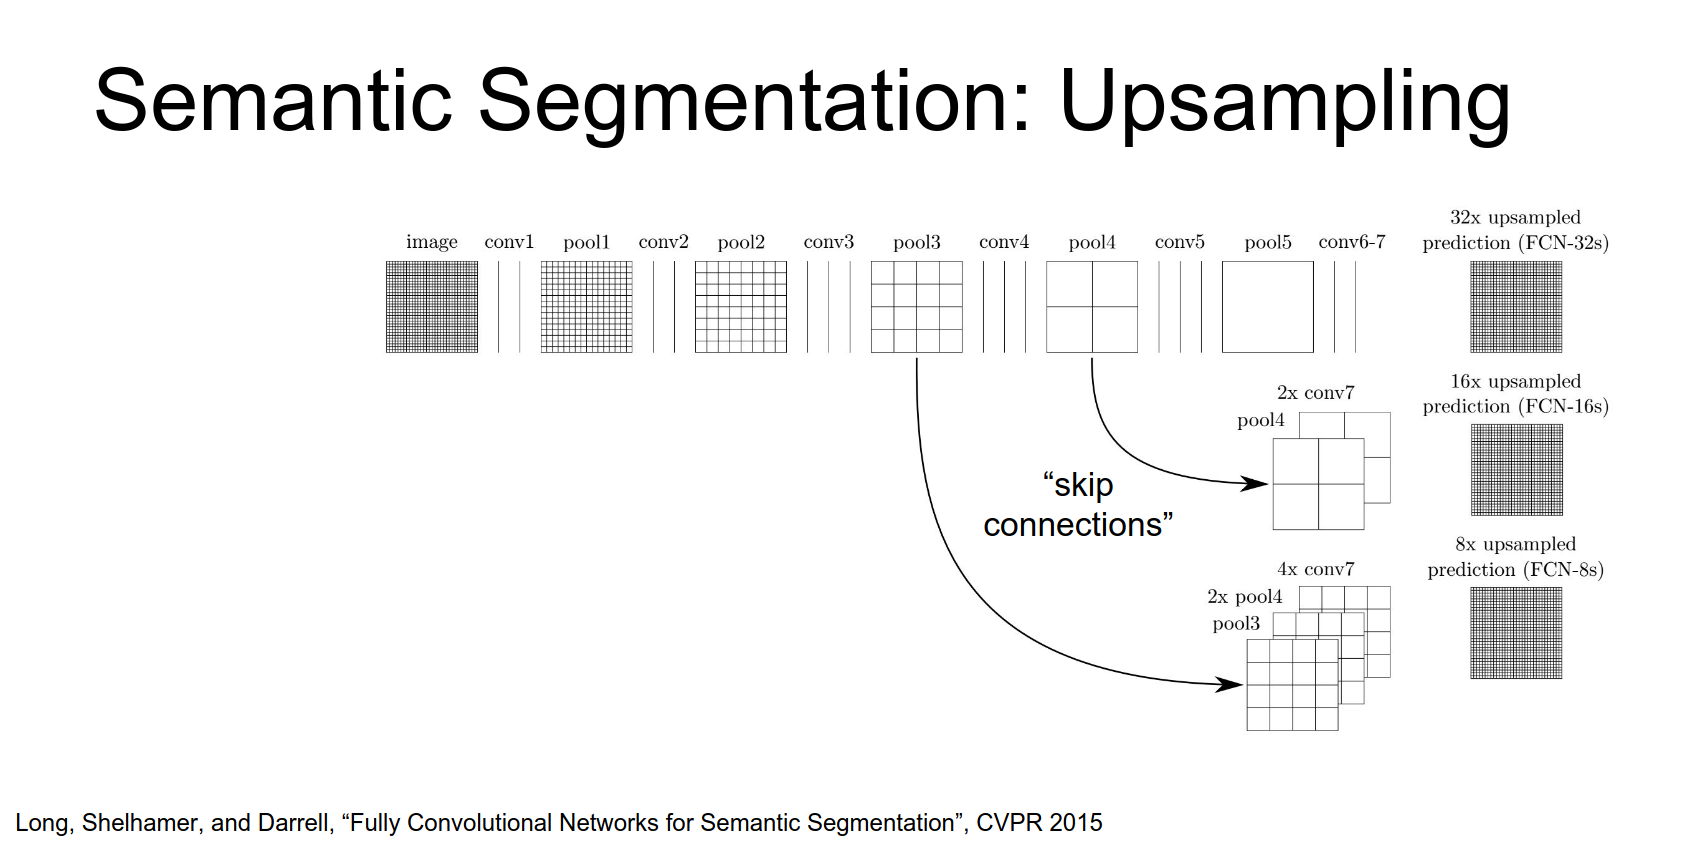 Semantic Segmentation: Upsampling
32x upsampled
prediction (FCN-32s)
image conv1 pool1 conv2 pool2 conv3 pool3 conv4 pool4 conv5 pool5 conv6-7
16x upsampled
prediction (FCN-16s)
2x conv7
pool4
“skip
connections”
8x upsampled
prediction (FCN-8s)
4x conv7
2x pool4
pool3
Long, Shelhamer, and Darrell, “Fully Convolutional Networks for Semantic Segmentation”, CVPR 2015